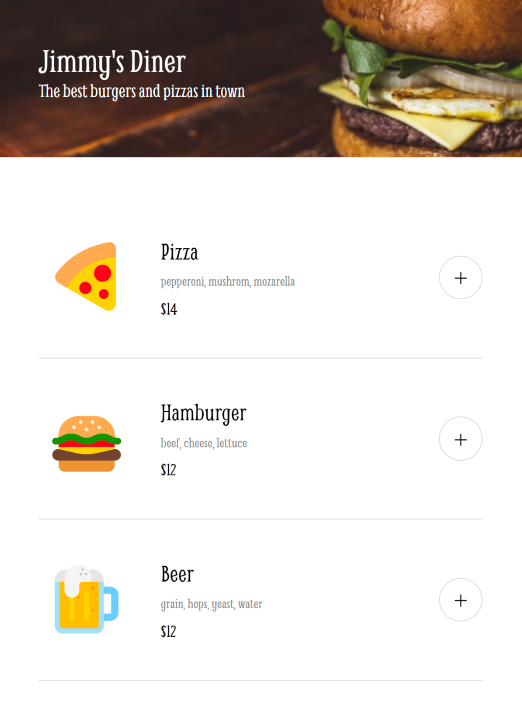 Jimmy's Diner
The best burgers and pizzas in town
Pizza
pepperoni, mushrom, mozarella
$14
+
Hamburger
beef, cheese, lettuce
$12
+
Beer
grain, hops, yeast, water
$12
+